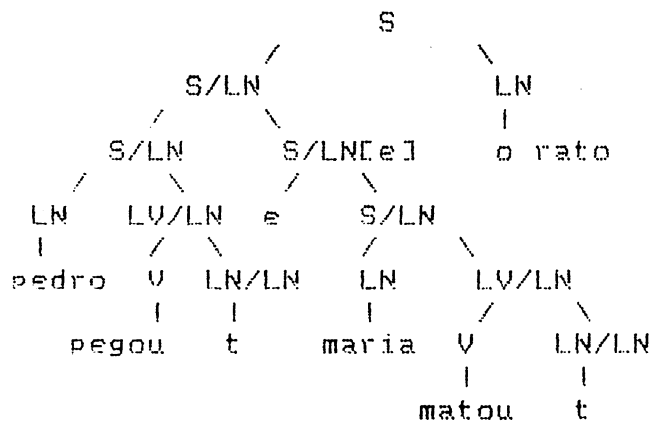 S
S/LN LN
S/LN S/LN[e] o rato
LN LV/LN e S/LN
pedro V LN/LN LN LV/LN
pegou t maria V LN/LN
matou t